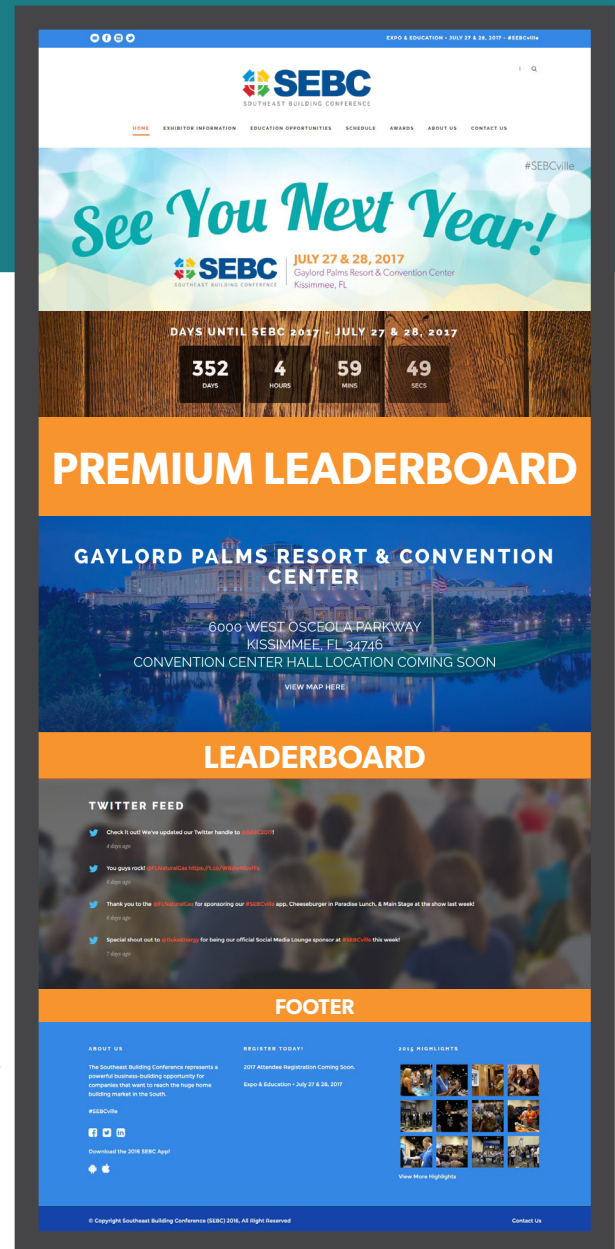 EXPO & EDUCATION • JULY 27 & 28, 2017 • #SEBCville
SEBC
SOUTHEAST BUILDING CONFERENCE
HOME EXHIBITOR INFORMATION EDUCATION OPPORTUNITIES SCHEDULE AWARDS ABOUT US CONTACT US
#SEBCville
See You Next Year!
SEBC
SOUTHEAST BUILDING CONFERENCE
JULY 27 & 28, 2017
Gaylord Palms Resort & Convention Center
Kissimmee, FL
DAYS UNTIL SEBC 2017 - JULY 27 & 28, 2017
352 4 59 49
DAYS HOURS MINS SECS
PREMIUM LEADERBOARD
GAYLORD PALMS RESORT & CONVENTION
CENTER
6000 WEST OSCEOLA PARKWAY
KISSIMMEE, FL 34746
CONVENTION CENTER HALL LOCATION COMING SOON
VIEW MAP HERE
LEADERBOARD
TWITTER FEED
Check it out! We've updated our Twitter handle to @SEBC2017!
4 days ago
You guys rock! @FLNaturalGas
6 days ago
Thank you to the @FLNaturalGas for sponsoring our #SEBCville app, Cheeseburger in Paradise Lunch, & Main Stage at the show last week!
6 days ago
Special shout out to @DukeEnergy for being our official Social Media Lounge sponsor at #SEBCville this week!
7 days ago
FOOTER
ABOUT US
The Southeast Building Conference represents a
powerful business-building opportunity for
companies that want to reach the huge home
building market in the South.
#SEBCville
Download the 2016 SEBC App!
REGISTER TODAY!
2017 Attendee Registration Coming Soon.
Expo & Education • July 27 & 28, 2017
2015 HIGHLIGHTS
View More Highlights
© Copyright Southeast Building Conference (SEBC) 2016, All Right Reserved
Contact Us